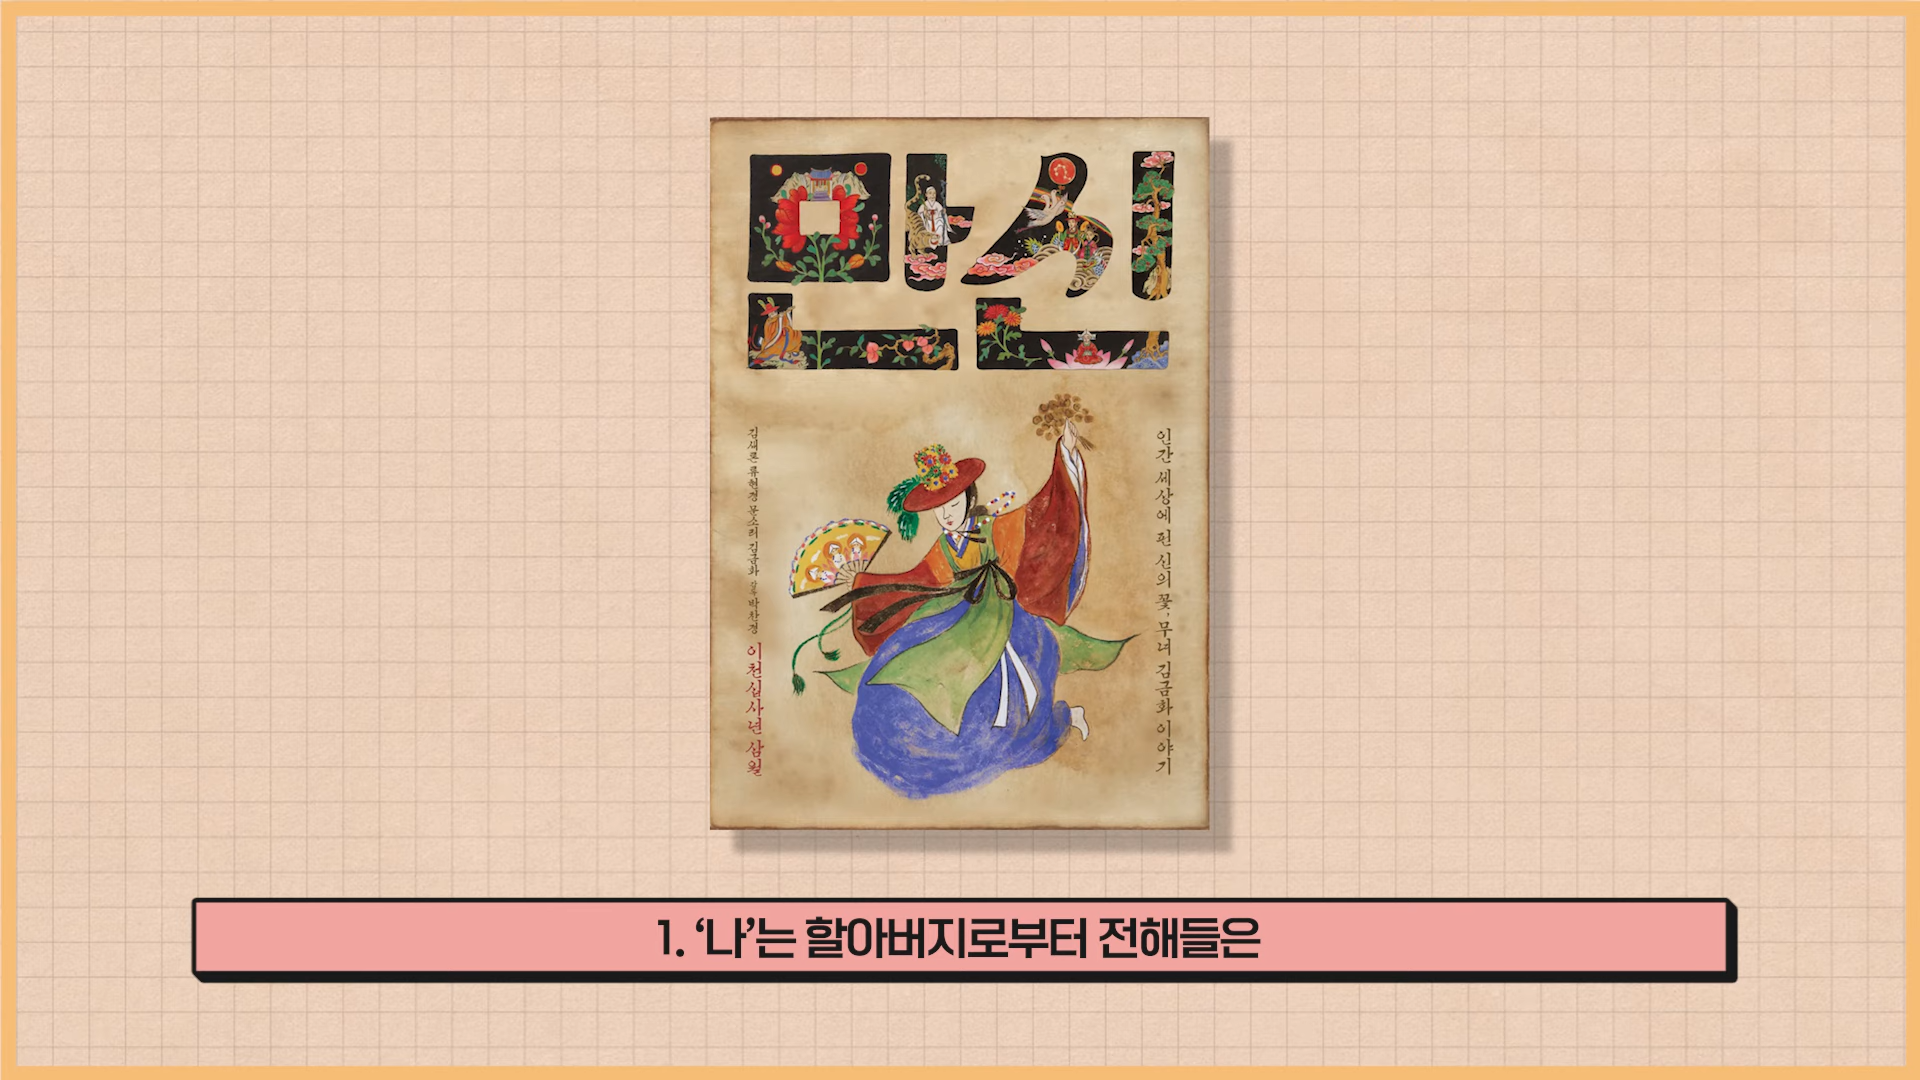 만신
인간 세상에 핀 신의 꽃, 무녀 김금화 이야기
김새론 류현경 문소리 김금화 감독 박찬경
이천십사년 삼월
1. ‘나’는 할아버지로부터 전해들은